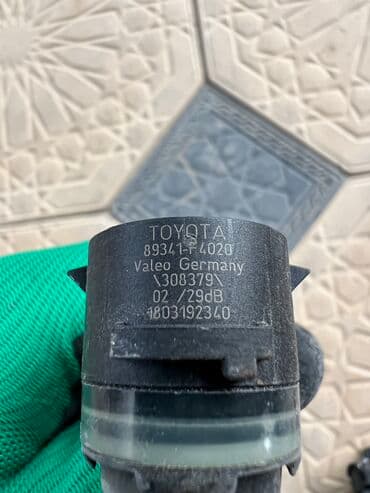 TOYOTA
89341-F4020
Valeo Germany
\308379\
02 /29dB
1803192340